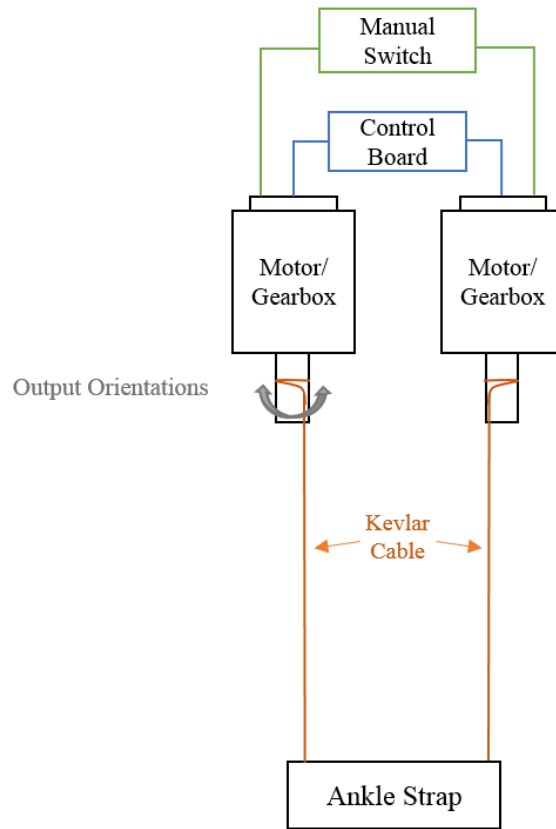 Manual
Switch
Control
Board
Motor/
Gearbox
Motor/
Gearbox
Output Orientations
Kevlar
Cable
Ankle Strap